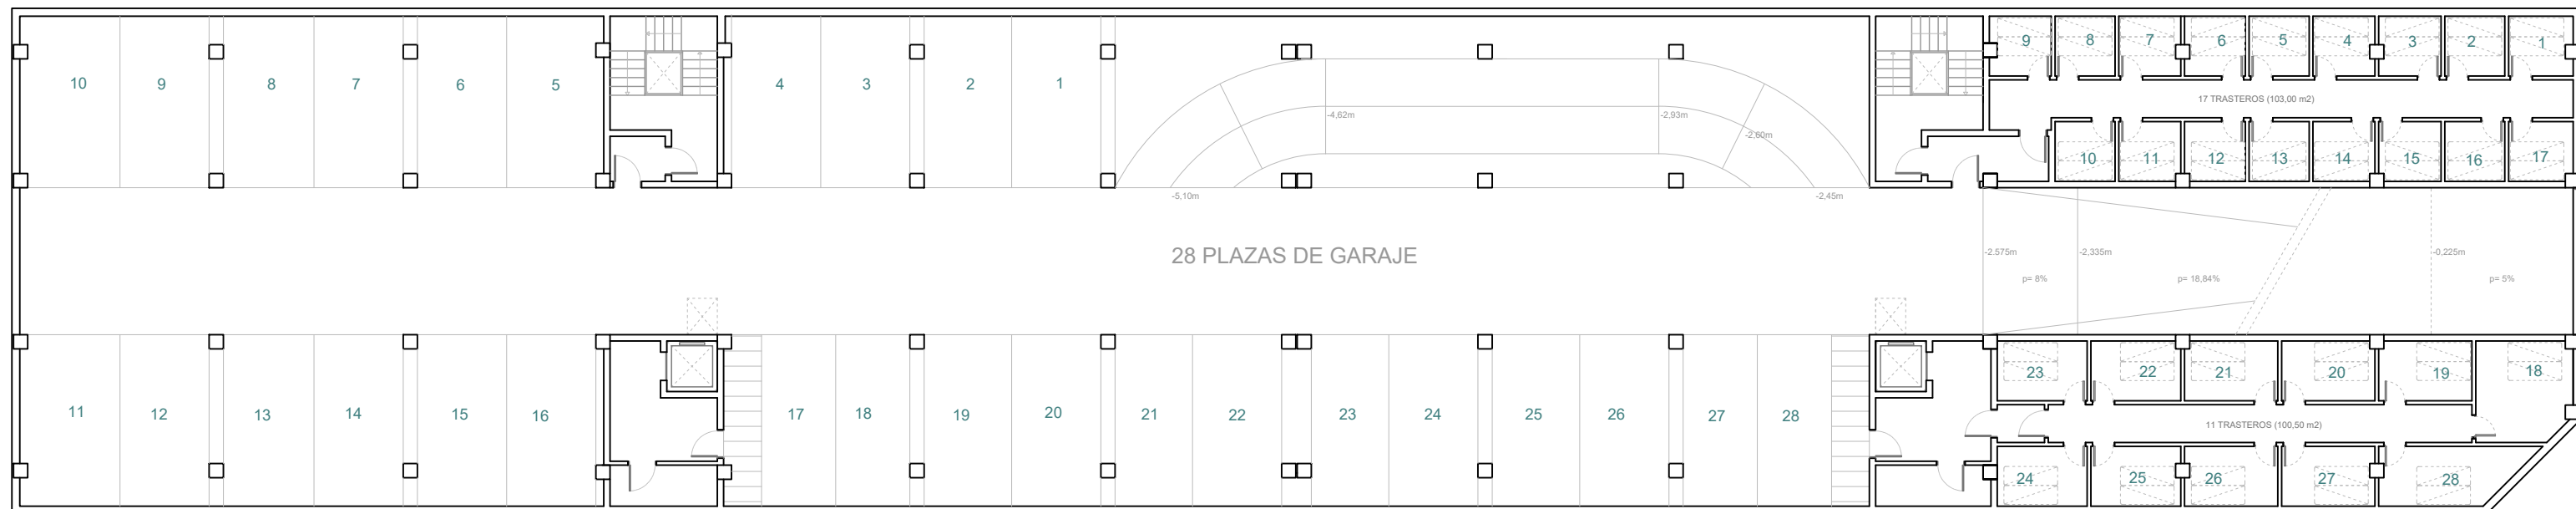 10 9 8 7 6 5 4 3 2 1
9 8 7 6 5 4 3 2 1
17 TRASTEROS (103,00 m2)
-4,62m -2,93m
-2,60m
10 11 12 13 14 15 16 17
-5,10m -2,45m
28 PLAZAS DE GARAJE
-2.575m -2,335m -0,225m
p= 8% p= 18,84% p= 5%
23 22 21 20 19 18
11 12 13 14 15 16 17 18 19 20 21 22 23 24 25 26 27 28
11 TRASTEROS (100,50 m2)
24 25 26 27 28